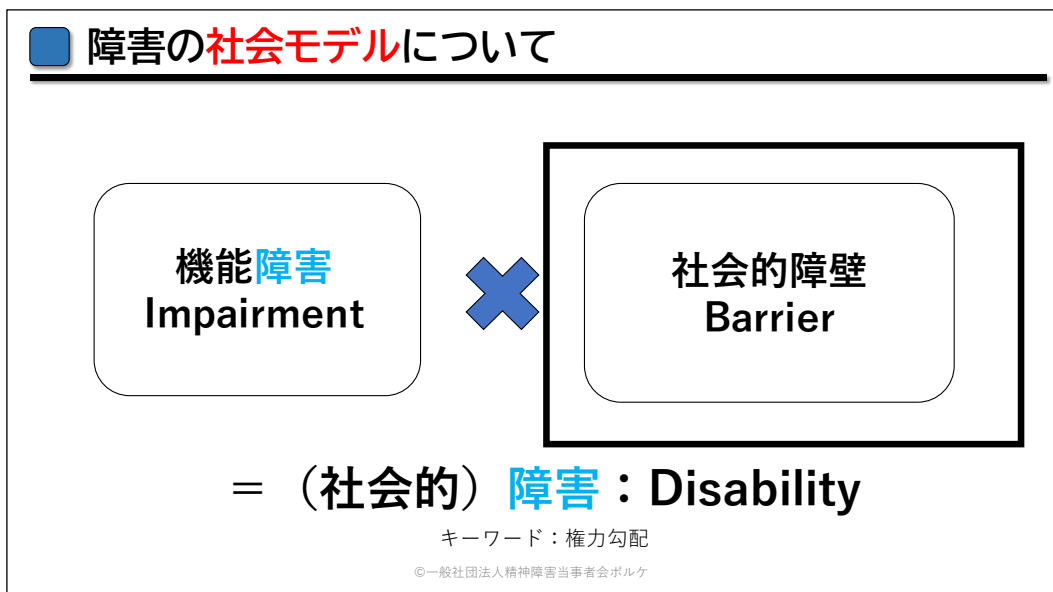 障害の社会モデルについて
機能障害
Impairment
社会的障壁
Barrier
＝（社会的）障害：Disability
キーワード：権力勾配
©一般社団法人精神障害当事者会ポルケ